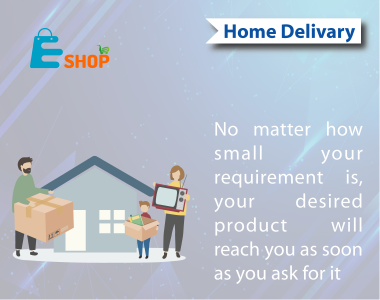 E SHOP
Home Delivary
No matter how
small your
requirement is,
your desired
product will
reach you as soon
as you ask for it